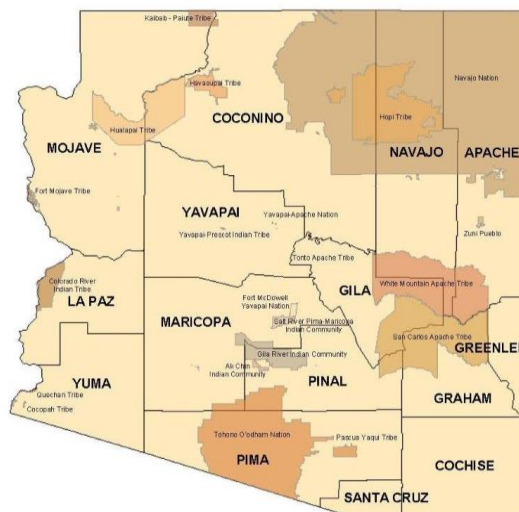 Kaibab - Paiute Tribe
Navajo Nation
Havasupai Tribe
COCONINO
Hopi Tribe
Hualapai Tribe
MOJAVE
NAVAJO
APACHE
Fort Mojave Tribe
YAVAPAI
Yavapai-Apache Nation
Yavapai-Prescot Indian Tribe
Zuni Pueblo
Tonto Apache Tribe
Colorado River
Indian Tribe
White Mountain Apache Tribe
GILA
LA PAZ
Fort McDowell
Yavapai Nation
MARICOPA
Salt River Pima-Maricopa
Indian Community
San Carlos Apache Tribe
GREENLEE
Gila River Indian Community
Ak Chin
Indian Community
PINAL
YUMA
Quechan Tribe
Cocopah Tribe
GRAHAM
Tohono O'odham Nation
Pascua Yaqui Tribe
PIMA
COCHISE
SANTA CRUZ